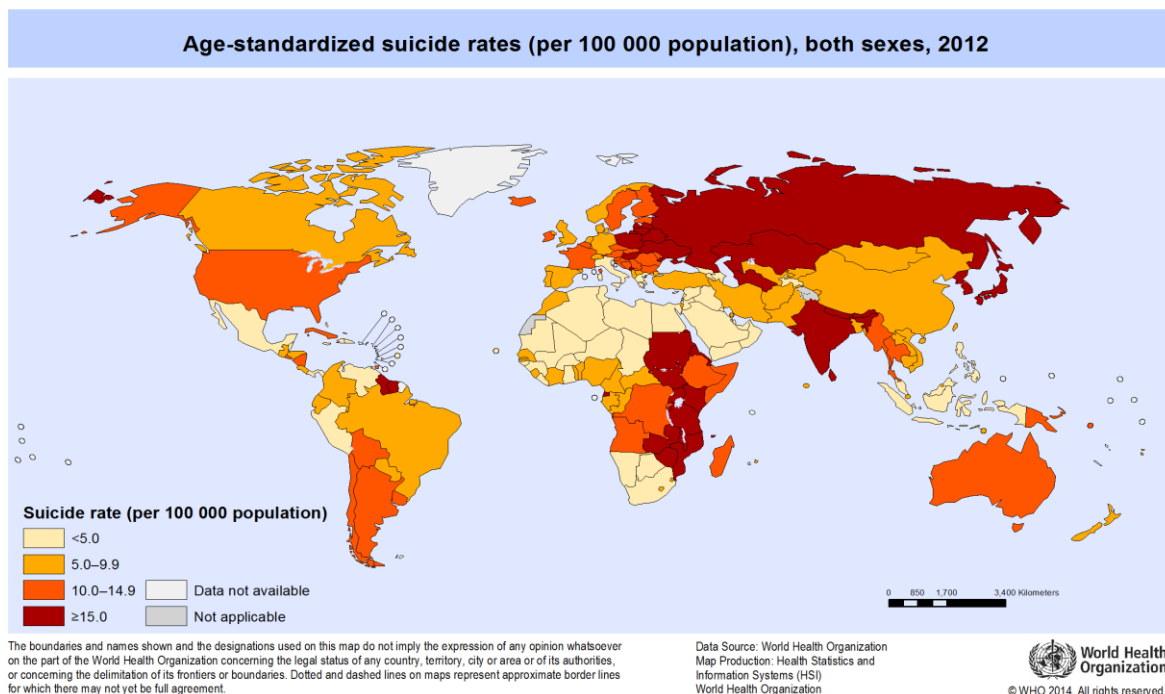 Age-standardized suicide rates (per 100 000 population), both sexes, 2012
Suicide rate (per 100 000 population)
<5.0
5.0–9.9
10.0–14.9
≥15.0
Data not available
Not applicable
0 850 1,700 3,400 Kilometers
The boundaries and names shown and the designations used on this map do not imply the expression of any opinion whatsoever
on the part of the World Health Organization concerning the legal status of any country, territory, city or area or of its authorities,
or concerning the delimitation of its frontiers or boundaries. Dotted and dashed lines on maps represent approximate border lines
for which there may not yet be full agreement.
Data Source: World Health Organization
Map Production: Health Statistics and
Information Systems (HSI)
World Health Organization
World Health
Organization
© WHO 2014. All rights reserved.